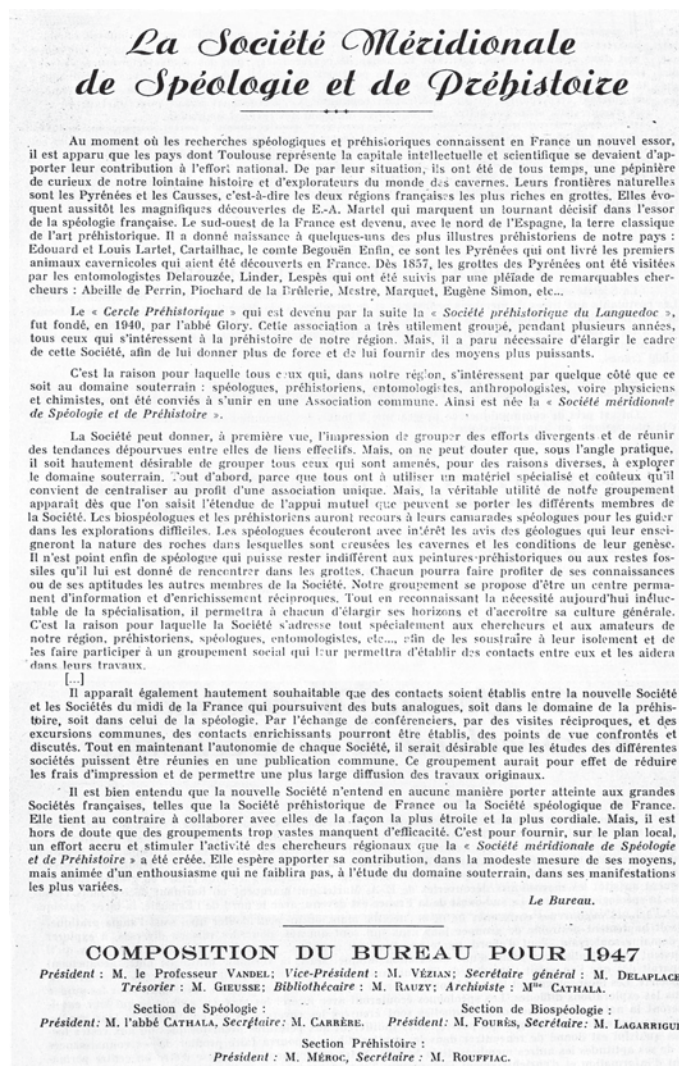 La Société Méridionale
de Spéologie et de Préhistoire
Au moment où les recherches spéologiques et préhistoriques connaissent en France un nouvel essor,
il est apparu que les pays dont Toulouse représente la capitale intellectuelle et scientifique se devaient d'ap-
porter leur contribution à l'effort national. De par leur situation, ils ont été de tous temps, une pépinière
de curieux de notre lointaine histoire et d'explorateurs du monde des cavernes. Leurs frontières naturelles
sont les Pyrénées et les Causses, c'est-à-dire les deux régions françaises les plus riches en grottes. Elles évo-
quent aussitôt les magnifiques découvertes de E.-A. Martel qui marquent un tournant décisif dans l'essor
de la spéologie française. Le sud-ouest de la France est devenu, avec le nord de l'Espagne, la terre classique
de l'art préhistorique. Il a donné naissance à quelques-uns des plus illustres préhistoriens de notre pays :
Edouard et Louis Lartet, Cartailhac, le comte Begouën Enfin, ce sont les Pyrénées qui ont livré les premiers
animaux cavernicoles qui aient été découverts en France. Dès 1857, les grottes des Pyrénées ont été visitées
par les entomologistes Delarouzée, Linder, Lespès qui ont été suivis par une pléïade de remarquables cher-
cheurs : Abeille de Perrin, Piochard de la Brûlerie, Mestre, Marquet, Eugène Simon, etc...
Le « Cercle Préhistorique » qui est devenu par la suite la « Société préhistorique du Languedoc »,
fut fondé, en 1940, par l'abbé Glory. Cette association a très utilement groupé, pendant plusieurs années,
tous ceux qui s'intéressent à la préhistoire de notre région. Mais, il a paru nécessaire d'élargir le cadre
de cette Société, afin de lui donner plus de force et de lui fournir des moyens plus puissants.
C'est la raison pour laquelle tous ceux qui, dans notre région, s'intéressent par quelque côté que ce
soit au domaine souterrain : spéologues, préhistoriens, entomologistes, anthropologistes, voire physiciens
et chimistes, ont été conviés à s'unir en une Association commune. Ainsi est née la « Société méridionale
de Spéologie et de Préhistoire ».
La Société peut donner, à première vue, l'impression de grouper des efforts divergents et de réunir
des tendances dépourvues entre elles de liens effectifs. Mais, on ne peut douter que, sous l'angle pratique,
il soit hautement désirable de grouper tous ceux qui sont amenés, pour des raisons diverses, à explorer
le domaine souterrain. Tout d'abord, parce que tous ont à utiliser un matériel spécialisé et coûteux qu'il
convient de centraliser au profit d'une association unique. Mais, la véritable utilité de notre groupement
apparaît dès que l'on saisit l'étendue de l'appui mutuel que peuvent se porter les différents membres de
la Société. Les biospéologues et les préhistoriens auront recours à leurs camarades spéologues pour les guider
dans les explorations difficiles. Les spéologues écouteront avec intérêt les avis des géologues qui leur ensei-
gneront la nature des roches dans lesquelles sont creusées les cavernes et les conditions de leur genèse.
Il n'est point enfin de spéologue qui puisse rester indifférent aux peintures préhistoriques ou aux restes fos-
siles qu'il lui est donné de rencontrer dans les grottes. Chacun pourra faire profiter de ses connaissances
ou de ses aptitudes les autres membres de la Société. Notre groupement se propose d'être un centre perma-
nent d'information et d'enrichissement réciproques. Tout en reconnaissant la nécessité aujourd'hui inéluc-
table de la spécialisation, il permettra à chacun d'élargir ses horizons et d'accroître sa culture générale.
C'est la raison pour laquelle la Société s'adresse tout spécialement aux chercheurs et aux amateurs de
notre région, préhistoriens, spéologues, entomologistes, etc..., afin de les soustraire à leur isolement et de
les faire participer à un groupement social qui leur permettra d'établir des contacts entre eux et les aidera
dans leurs travaux.
[...]
Il apparaît également hautement souhaitable que des contacts soient établis entre la nouvelle Société
et les Sociétés du midi de la France qui poursuivent des buts analogues, soit dans le domaine de la préhis-
toire, soit dans celui de la spéologie. Par l'échange de conférenciers, par des visites réciproques, et des
excursions communes, des contacts enrichissants pourront être établis, des points de vue confrontés et
discutés. Tout en maintenant l'autonomie de chaque Société, il serait désirable que les études des différentes
sociétés puissent être réunies en une publication commune. Ce groupement aurait pour effet de réduire
les frais d'impression et de permettre une plus large diffusion des travaux originaux.
Il est bien entendu que la nouvelle Société n'entend en aucune manière porter atteinte aux grandes
Sociétés françaises, telles que la Société préhistorique de France ou la Société spéologique de France.
Elle tient au contraire à collaborer avec elles de la façon la plus étroite et la plus cordiale. Mais, il est
hors de doute que des groupements trop vastes manquent d'efficacité. C'est pour fournir, sur le plan local,
un effort accru et stimuler l'activité des chercheurs régionaux que la « Société méridionale de Spéologie
et de Préhistoire » a été créée. Elle espère apporter sa contribution, dans la modeste mesure de ses moyens,
mais animée d'un enthousiasme qui ne faiblira pas, à l'étude du domaine souterrain, dans ses manifestations
les plus variées.
Le Bureau.
COMPOSITION DU BUREAU POUR 1947
Président : M. le Professeur VANDEL; Vice-Président : M. VÉZIAN; Secrétaire général : M. DELAPLACE
Trésorier : M. GIEUSSE; Bibliothécaire : M. RAUZY; Archiviste : Mlle CATHALA.
Section de Spéologie :
Président: M. l'abbé CATHALA, Secrétaire: M. CARRÈRE.
Section de Biospéologie :
Président: M. FOURÈS, Secrétaire: M. LAGARRIGUE
Section Préhistoire :
Président : M. MÉROC, Secrétaire : M. ROUFFIAC.